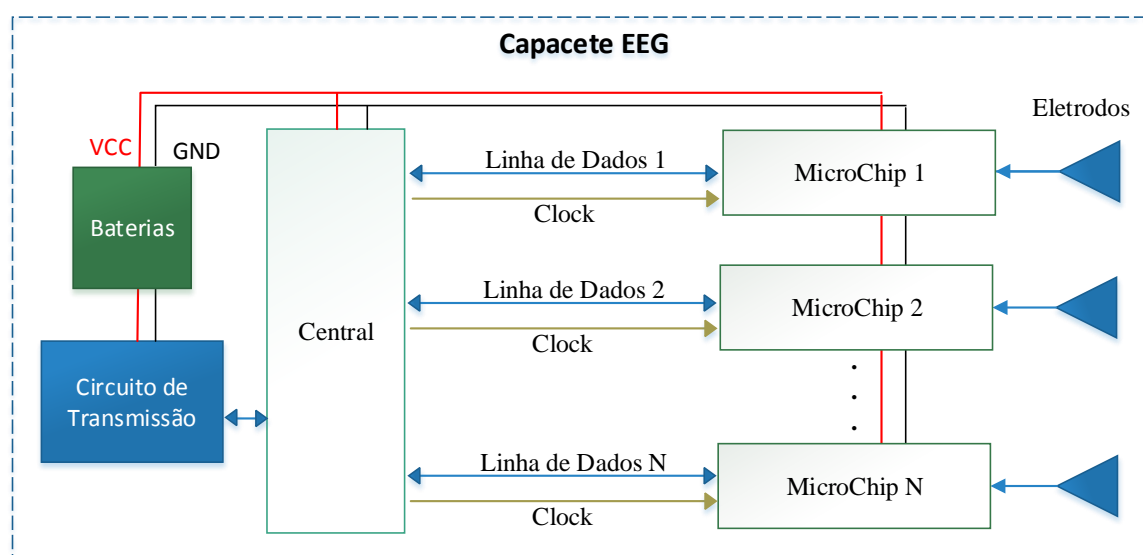 Capacete EEG
Eletrodos
VCC
GND
Linha de Dados 1
MicroChip 1
Clock
Baterias
Linha de Dados 2
MicroChip 2
Clock
Central
Circuito de
Transmissão
Linha de Dados N
MicroChip N
Clock